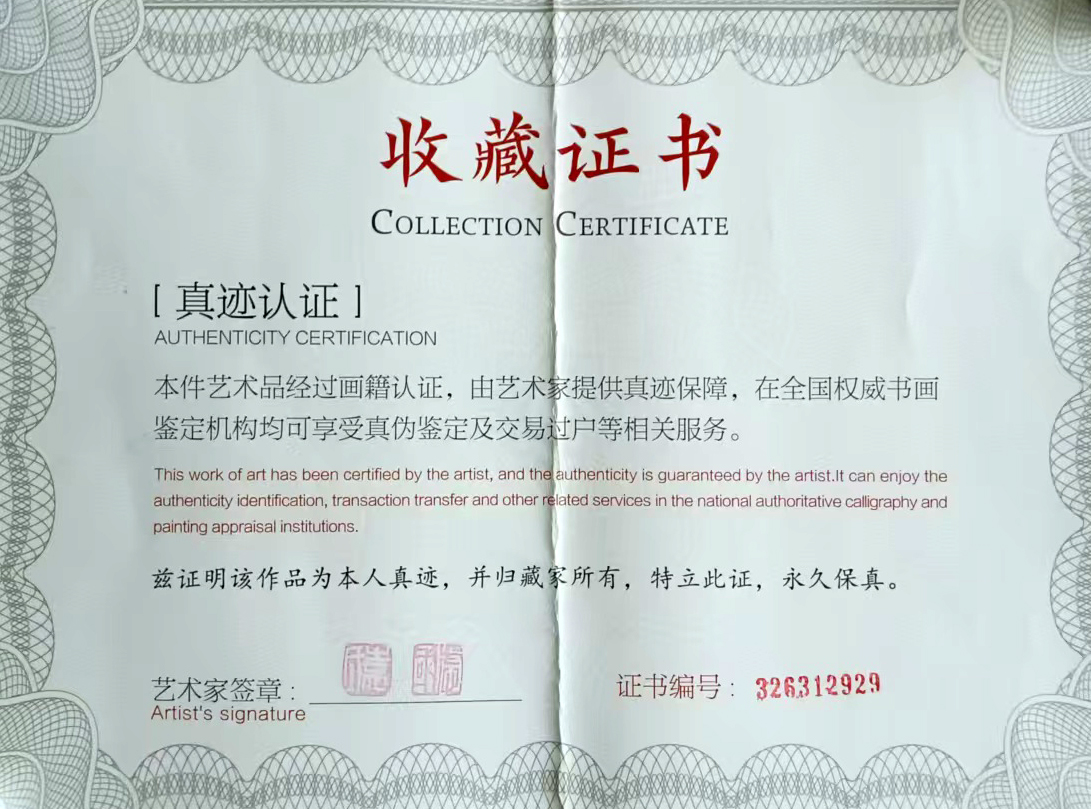 收藏证书
COLLECTION CERTIFICATE
[ 真迹认证 ]
AUTHENTICITY CERTIFICATION
本件艺术品经过画籍认证，由艺术家提供真迹保障，在全国权威书画
鉴定机构均可享受真伪鉴定及交易过户等相关服务。
This work of art has been certified by the artist, and the authenticity is guaranteed by the artist.It can enjoy the
authenticity identification, transaction transfer and other related services in the national authoritative calligraphy and
painting appraisal institutions.
兹证明该作品为本人真迹，并归藏家所有，特立此证，永久保真。
艺术家签章：
Artist's signature
证书编号： 326312929